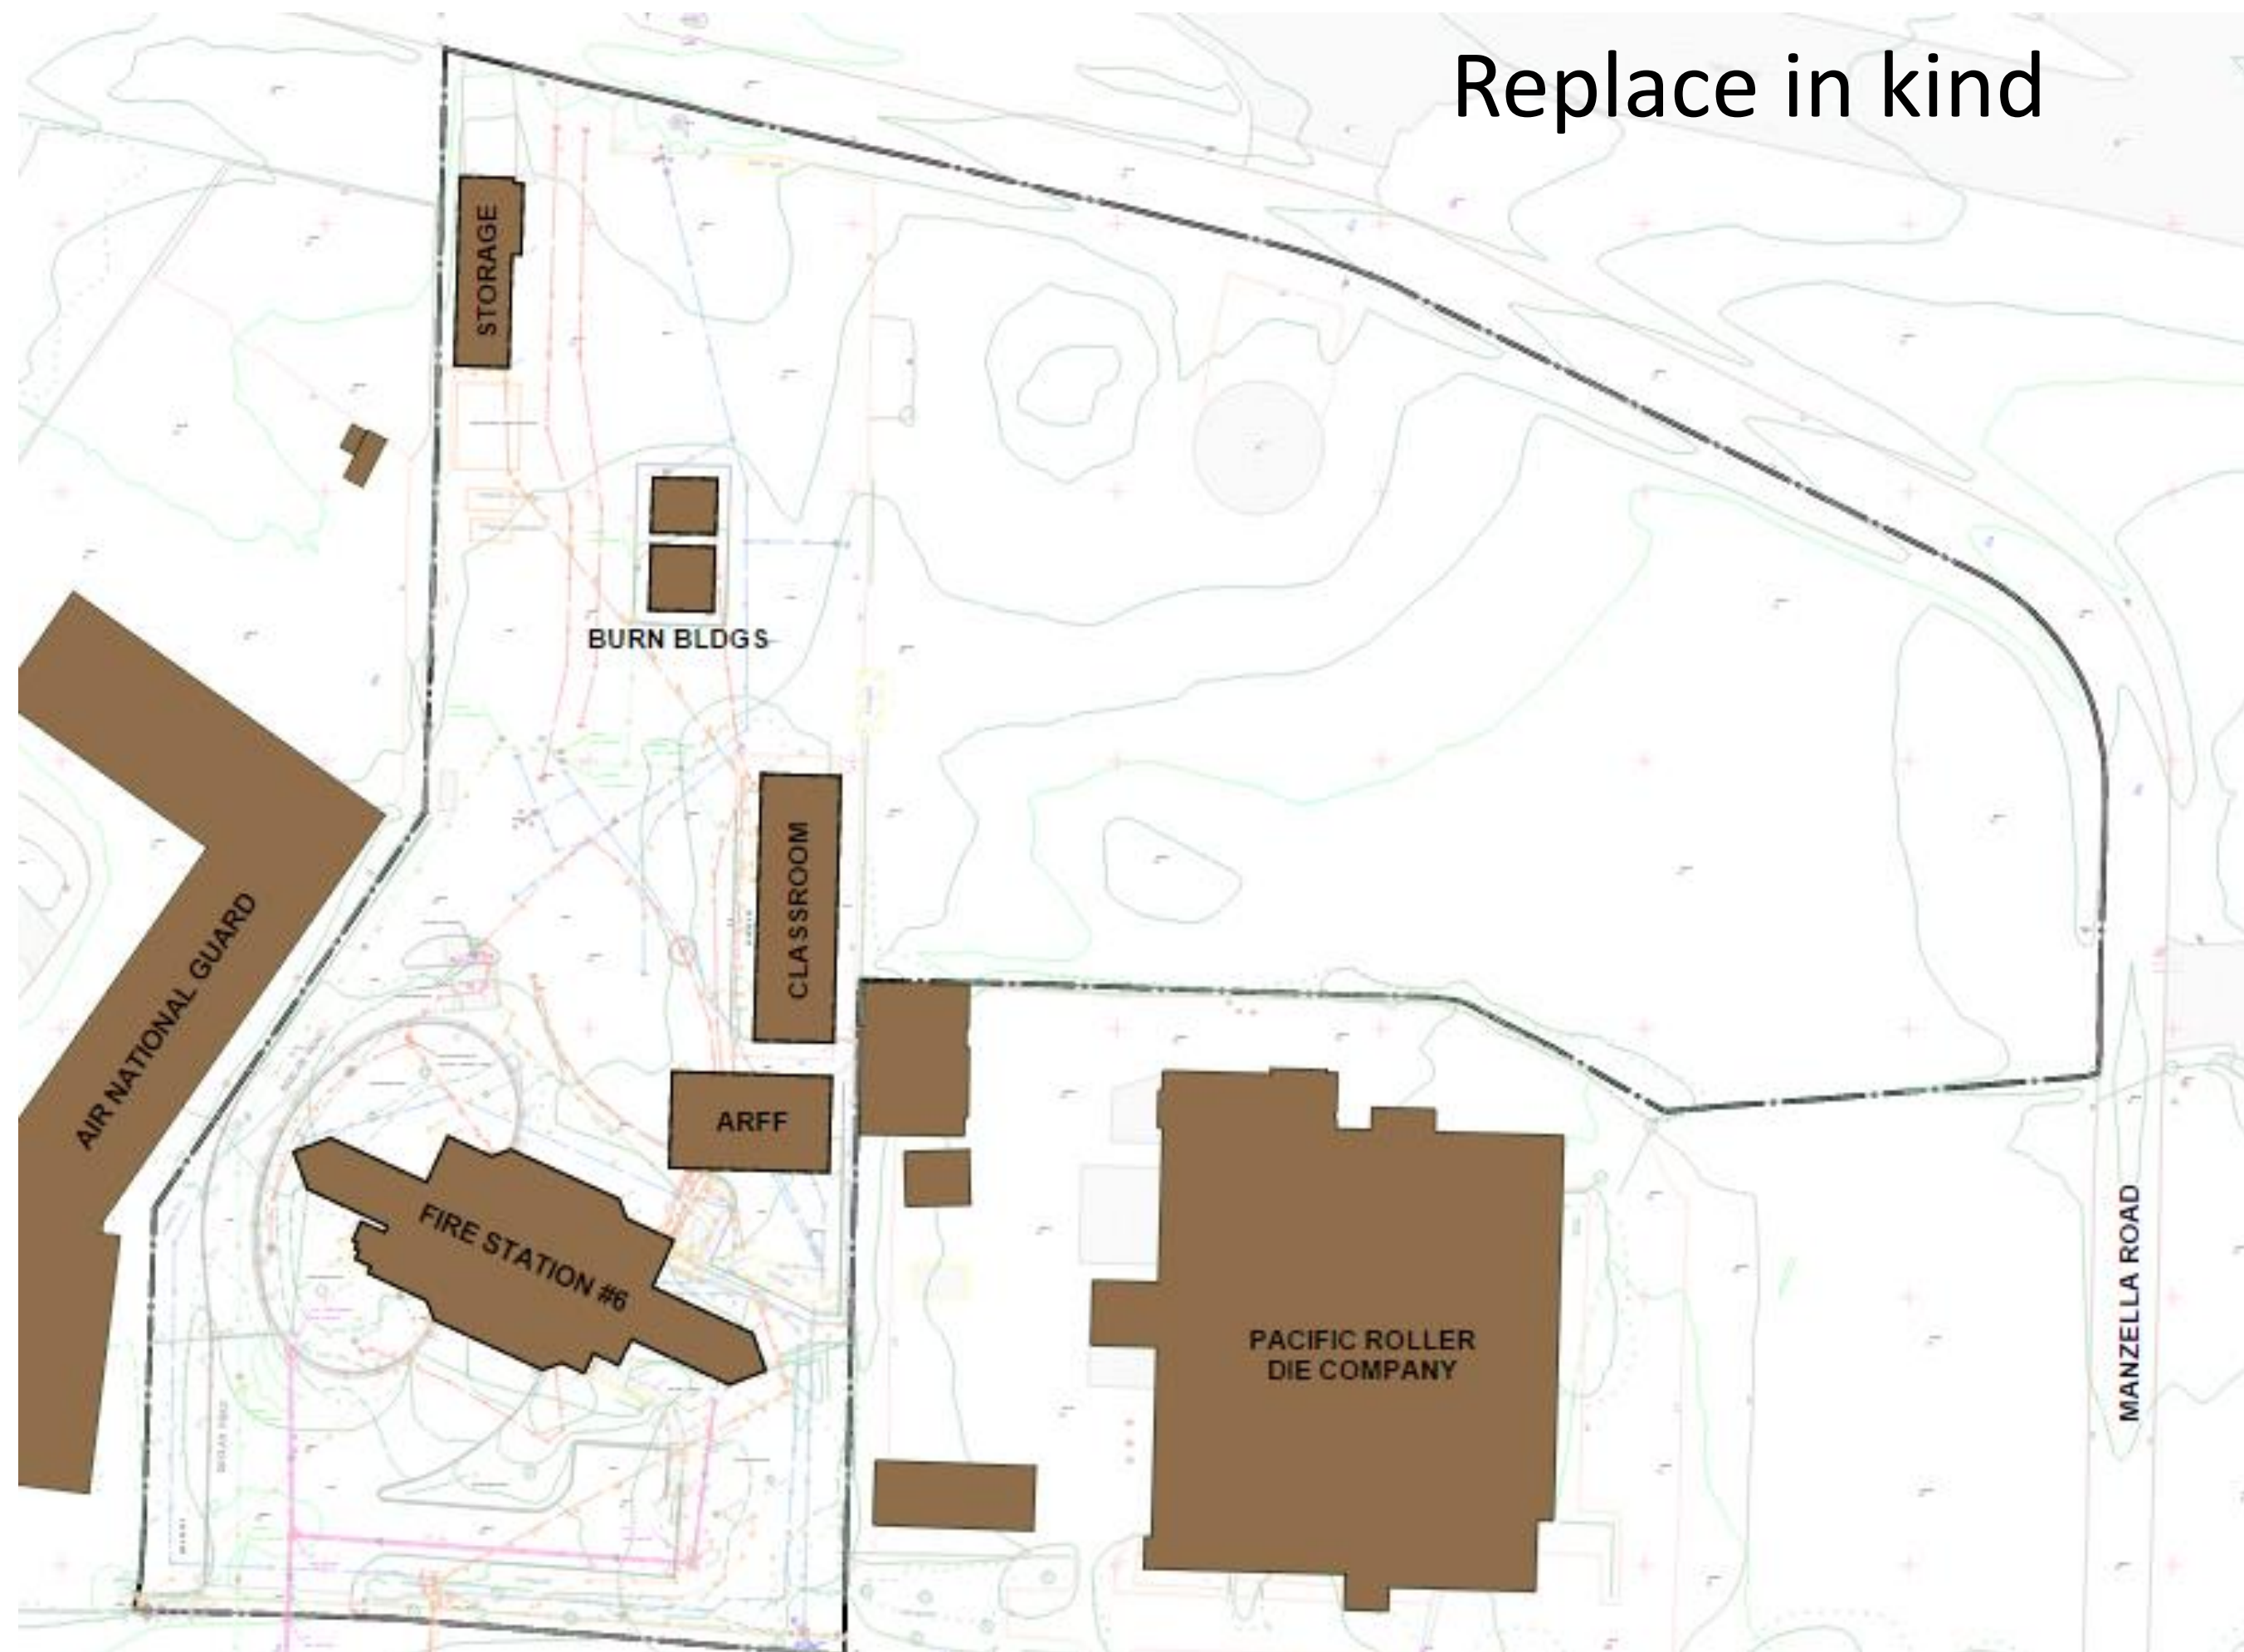 Replace in kind
STORAGE
BURN BLDGS
CLASSROOM
AIR NATIONAL GUARD
ARFF
FIRE STATION #6
PACIFIC ROLLER
DIE COMPANY
MANZELLA ROAD